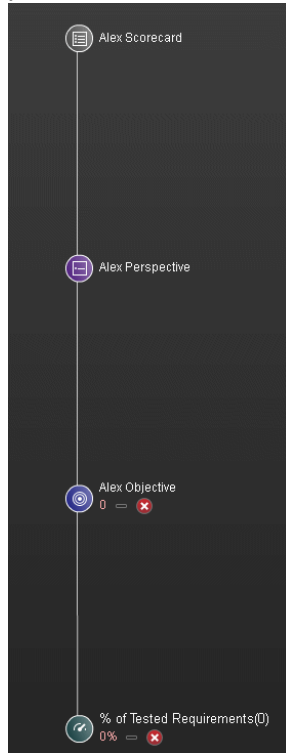 Alex Scorecard
Alex Perspective
Alex Objective
0
% of Tested Requirements(0)
0%